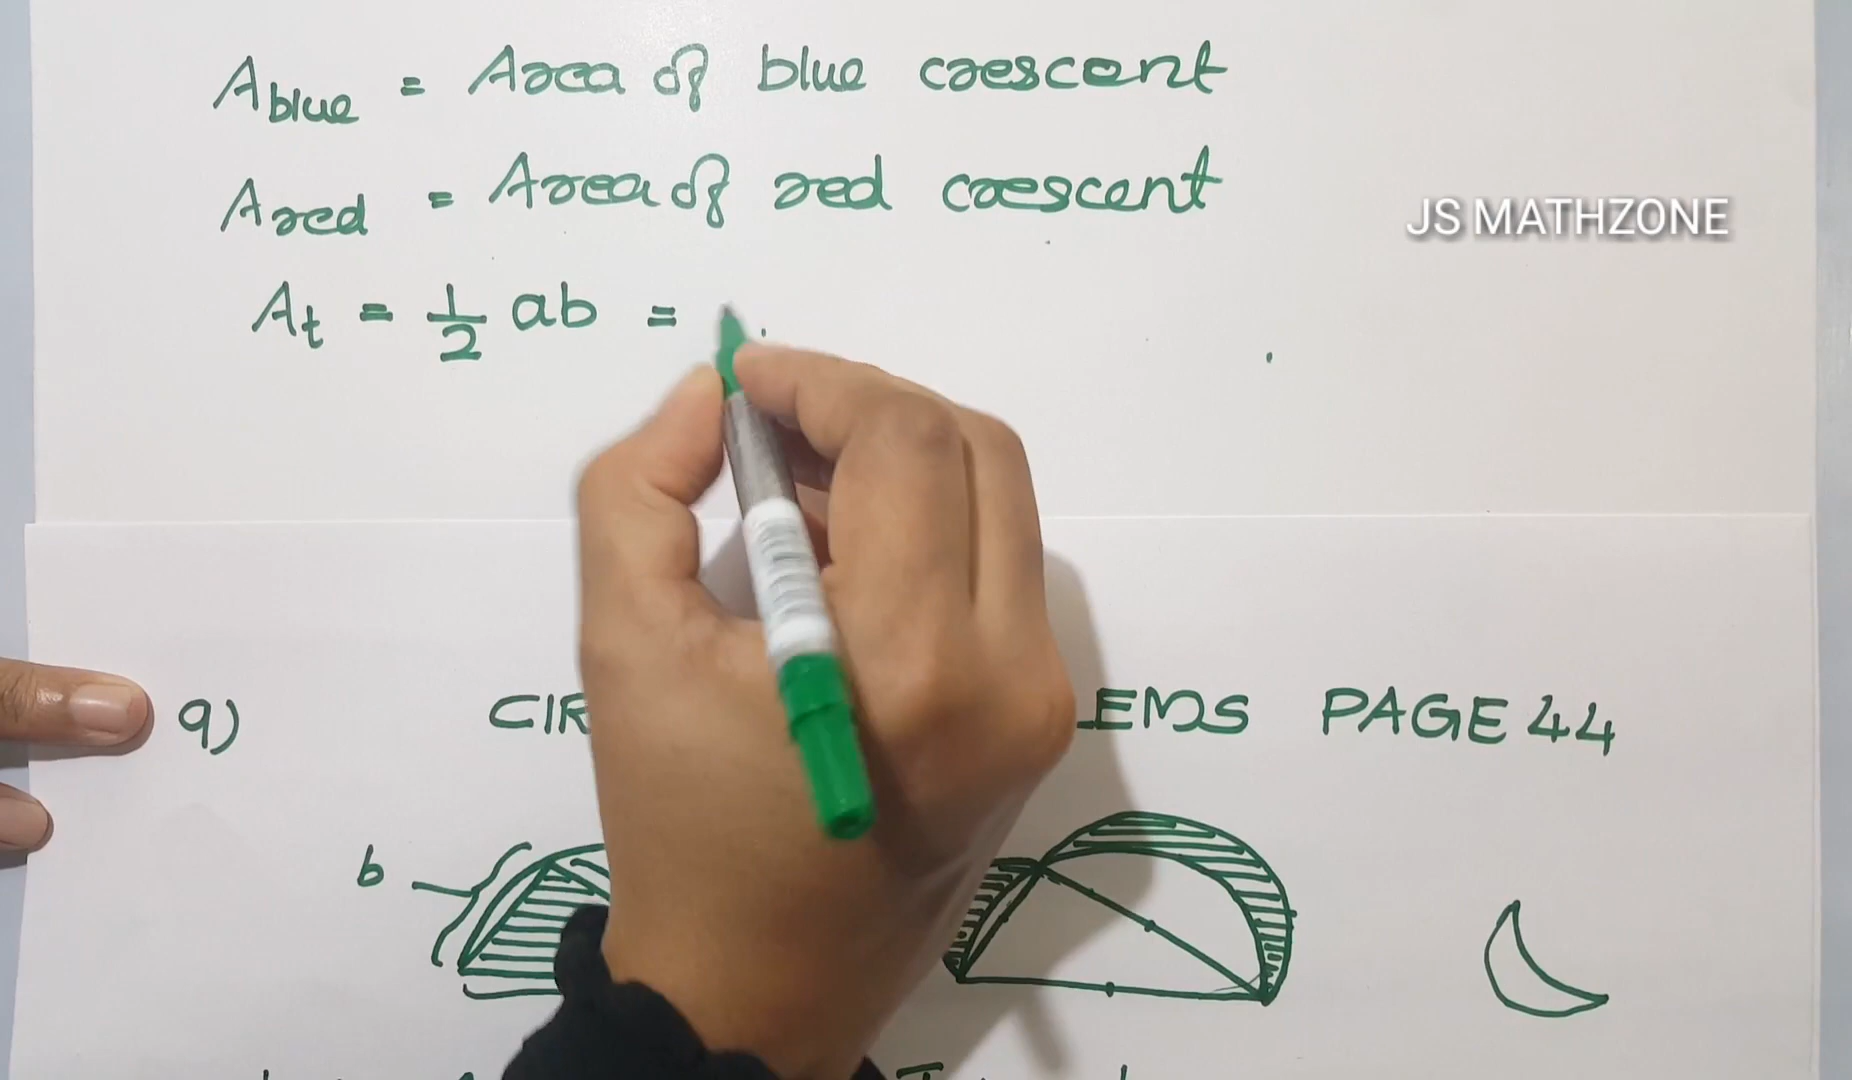 Ablue = Area of blue crescent
Ared = Area of red crescent
JS MATHZONE
At = 1/2 ab =
9) CIR EMS PAGE 44
b